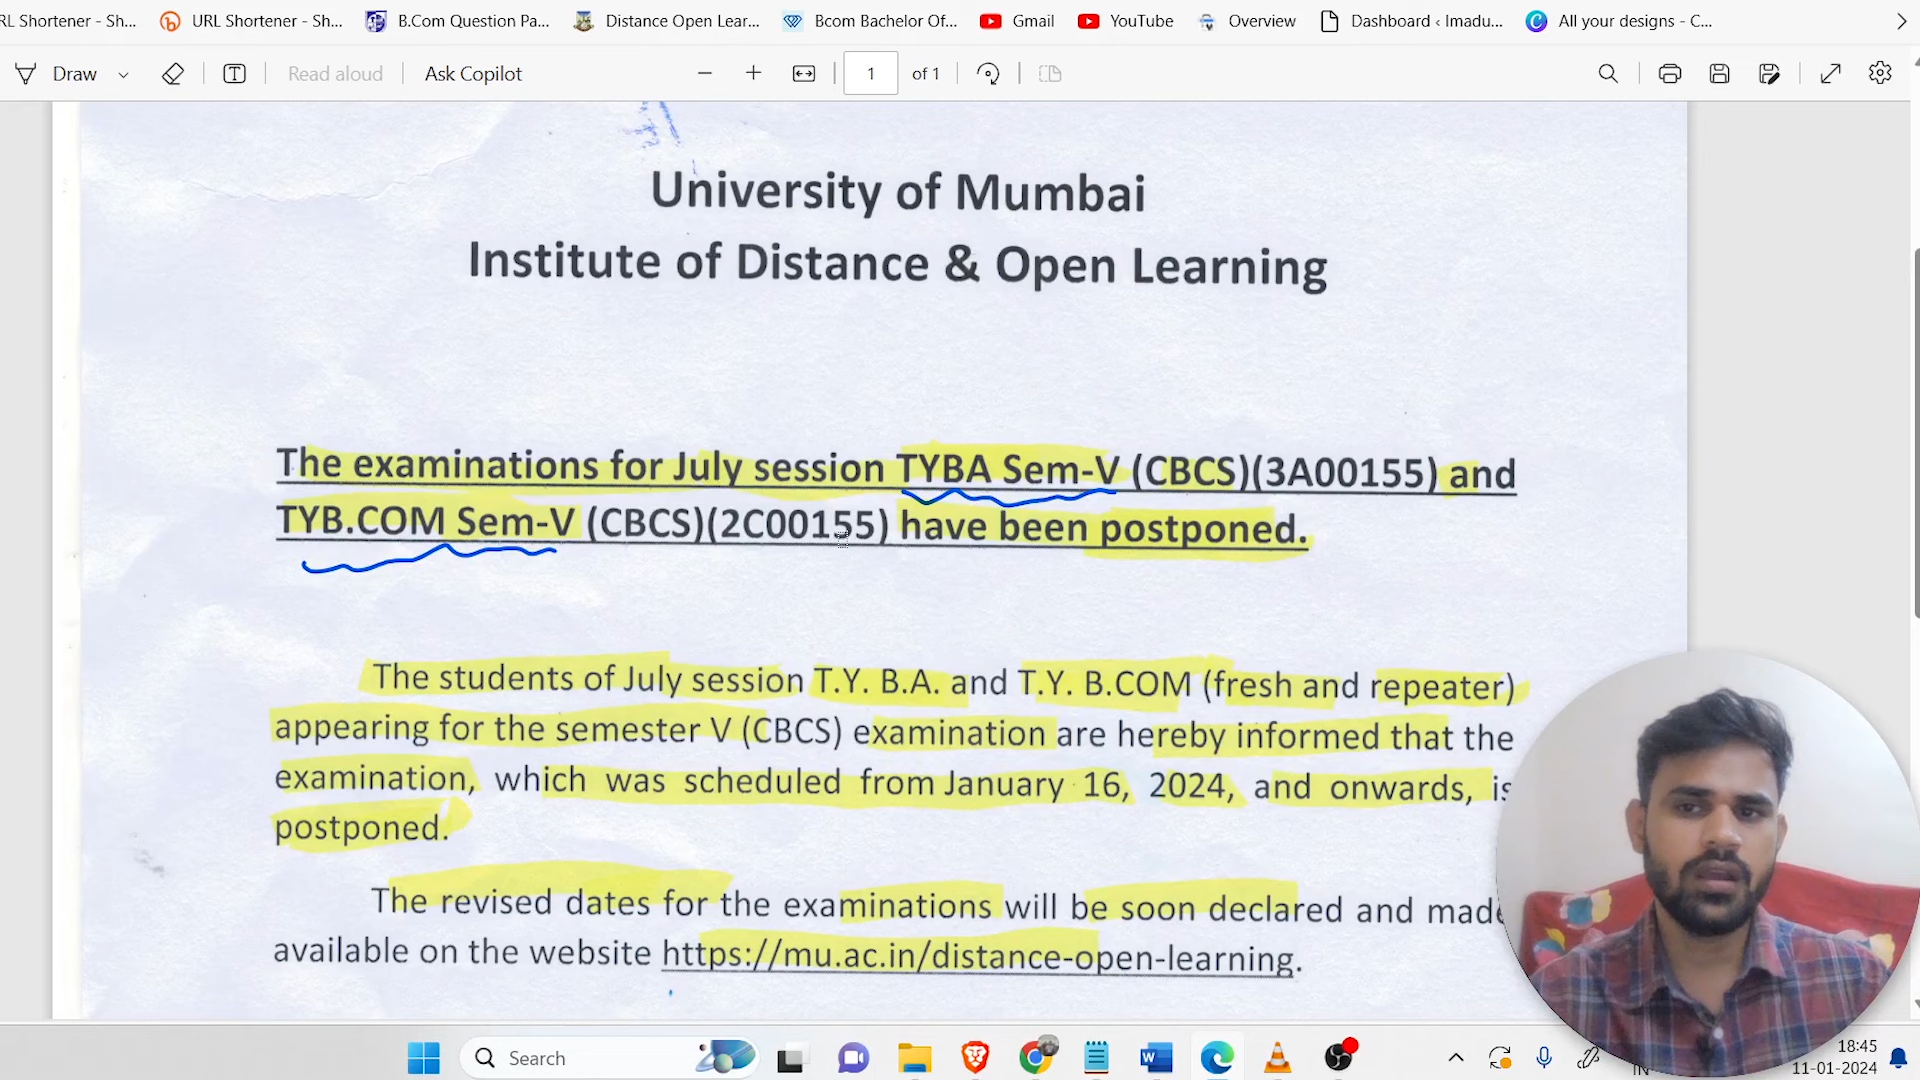 RL Shortener - Sh...
URL Shortener - Sh...
B.Com Question Pa...
Distance Open Lear...
Bcom Bachelor Of...
Gmail
YouTube
Overview
Dashboard ‹ Imadu...
All your designs - C...
Draw
Read aloud
Ask Copilot
1
of 1
University of Mumbai
Institute of Distance & Open Learning
The examinations for July session TYBA Sem-V (CBCS)(3A00155) and
TYB.COM Sem-V (CBCS)(2C00155) have been postponed.
The students of July session T.Y. B.A. and T.Y. B.COM (fresh and repeater)
appearing for the semester V (CBCS) examination are hereby informed that the
examination, which was scheduled from January 16, 2024, and onwards, is
postponed.
The revised dates for the examinations will be soon declared and made
available on the website https://mu.ac.in/distance-open-learning.
Search
18:45
11-01-2024